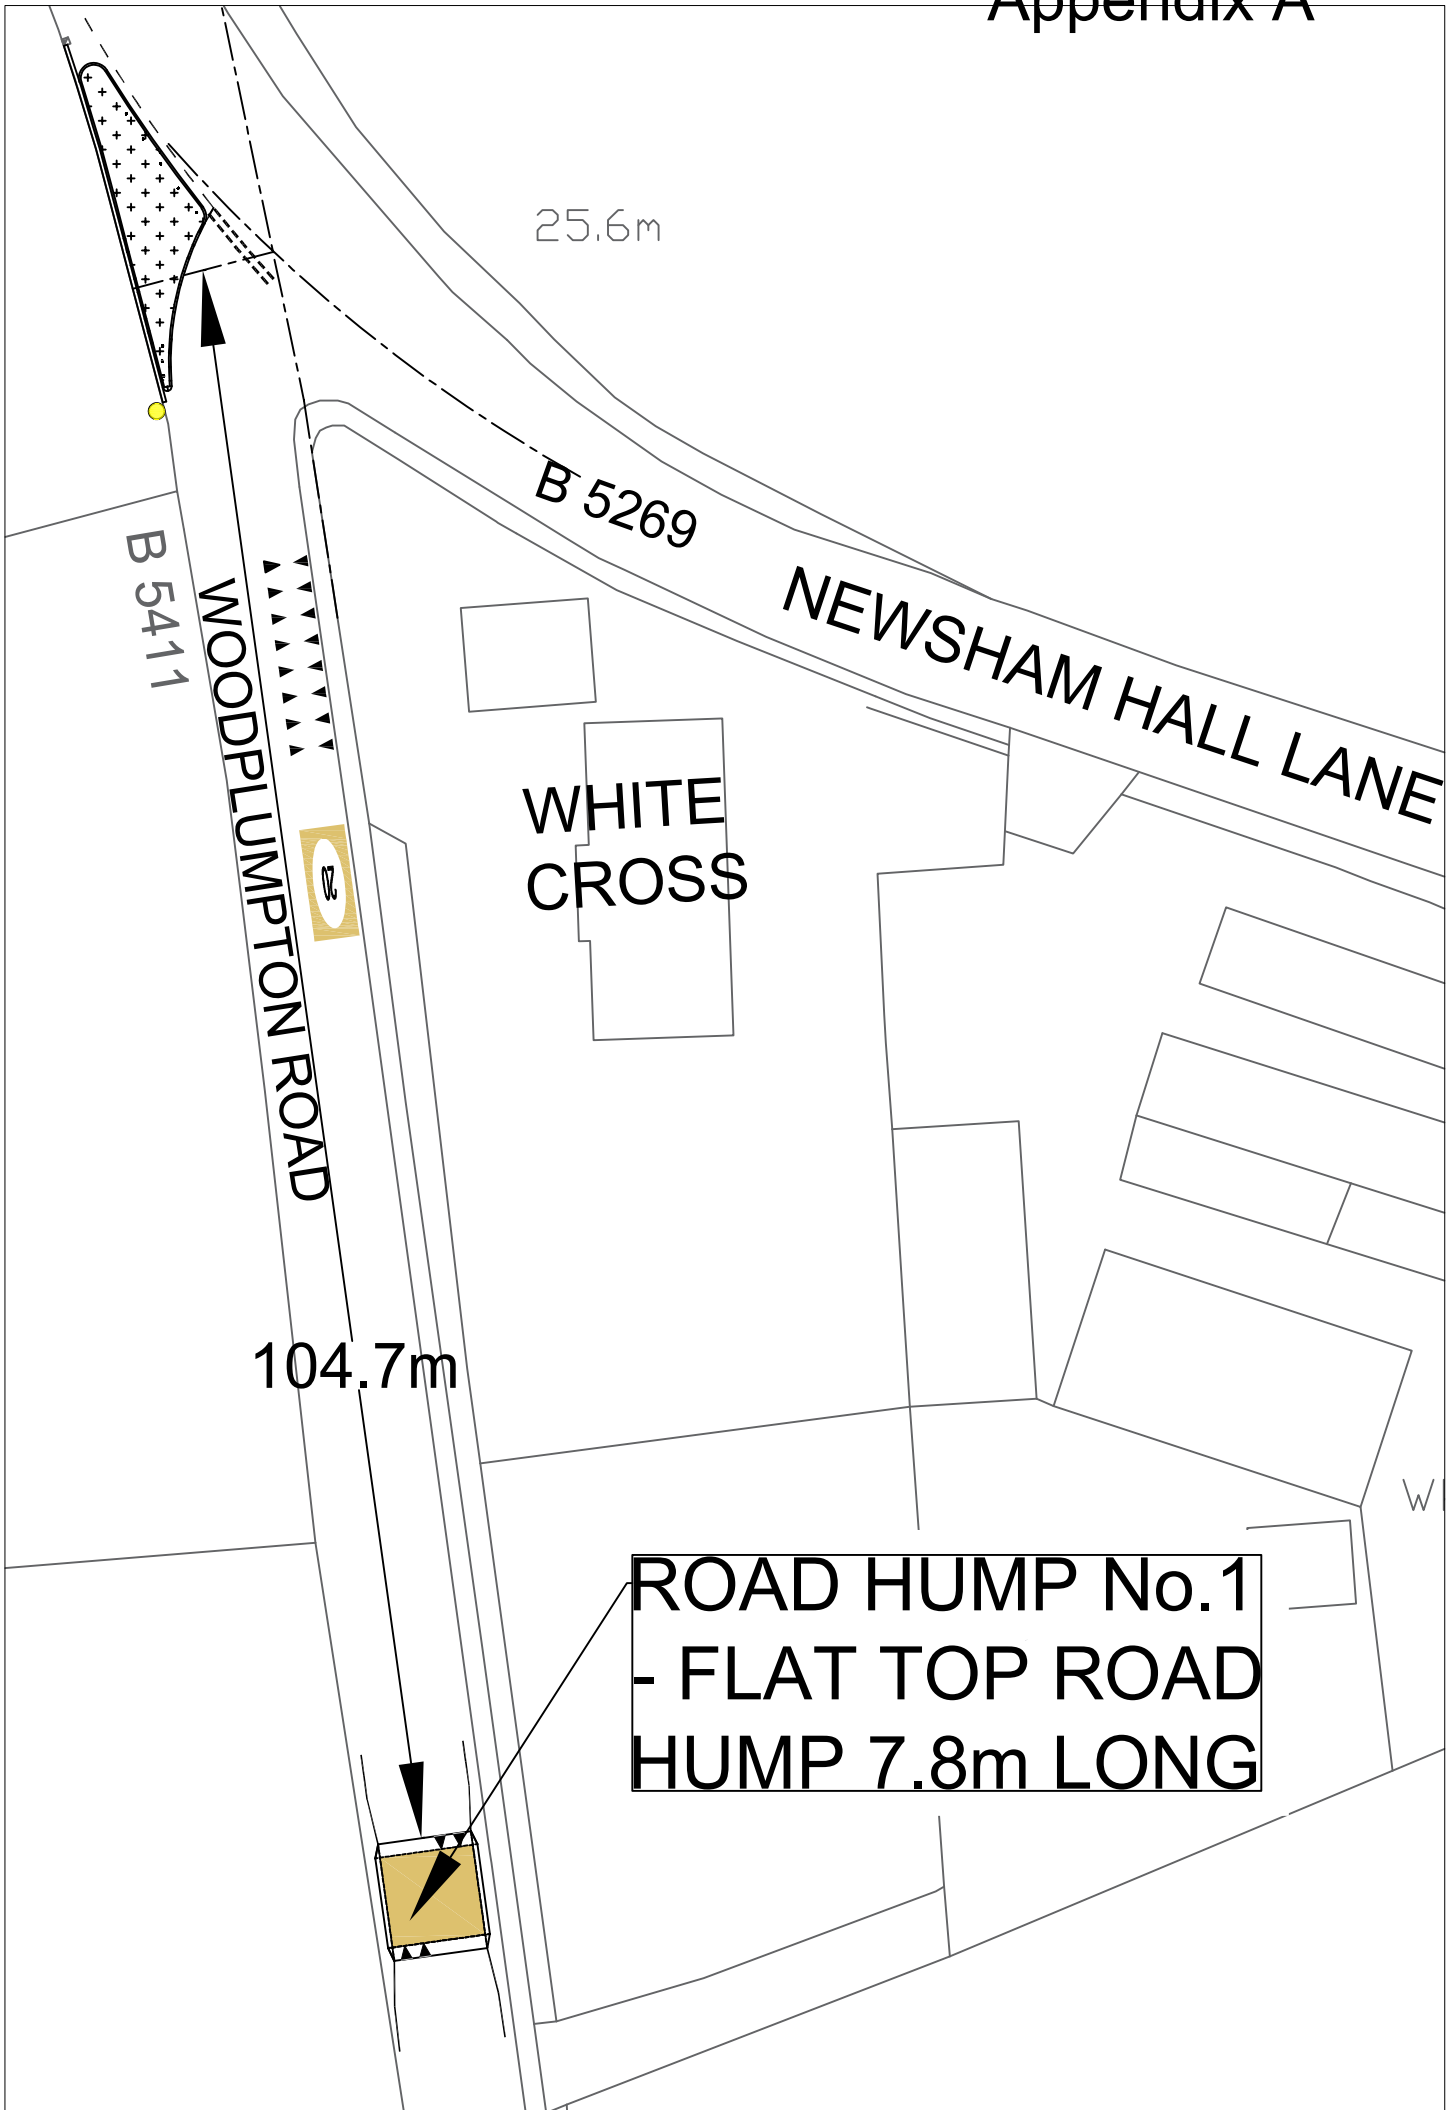 Appendix A
25.6m
B 5269
NEWSHAM HALL LANE
B 5411
WOODPLUMPTON ROAD
WHITE
CROSS
20
104.7m
ROAD HUMP No.1
- FLAT TOP ROAD
HUMP 7.8m LONG